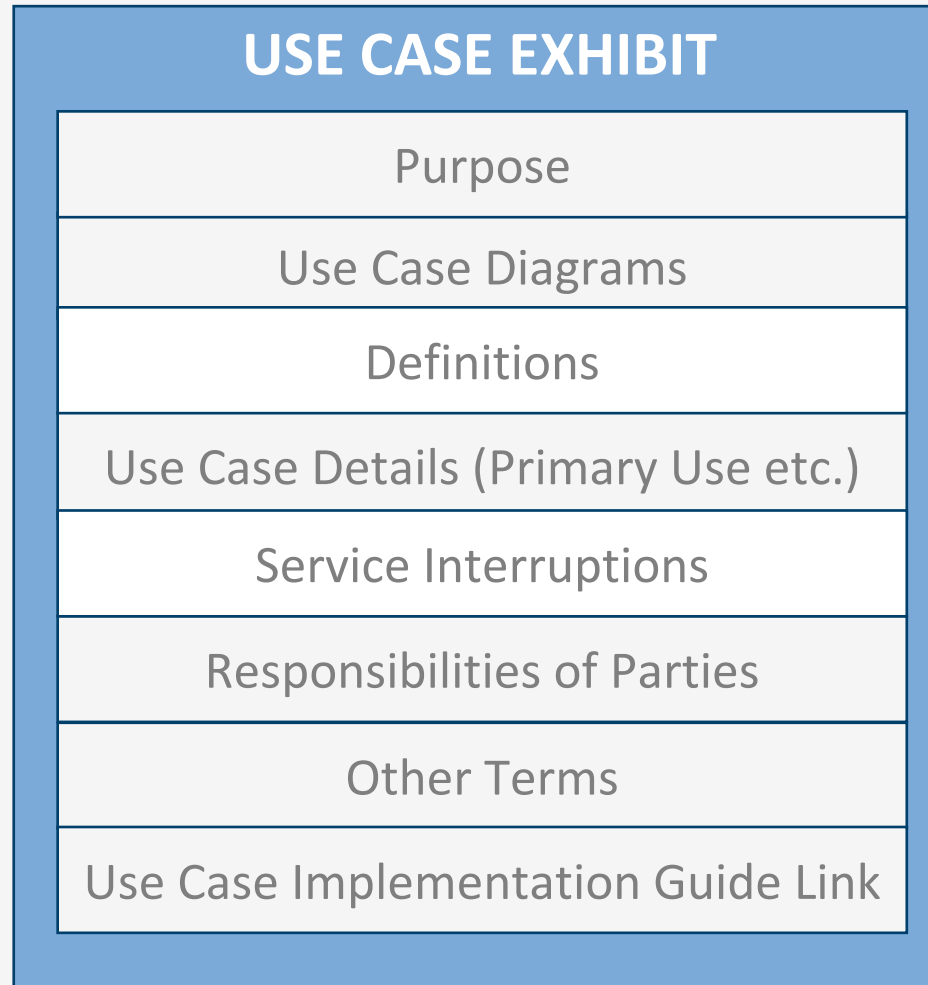 USE CASE EXHIBIT
Purpose
Use Case Diagrams
Definitions
Use Case Details (Primary Use etc.)
Service Interruptions
Responsibilities of Parties
Other Terms
Use Case Implementation Guide Link